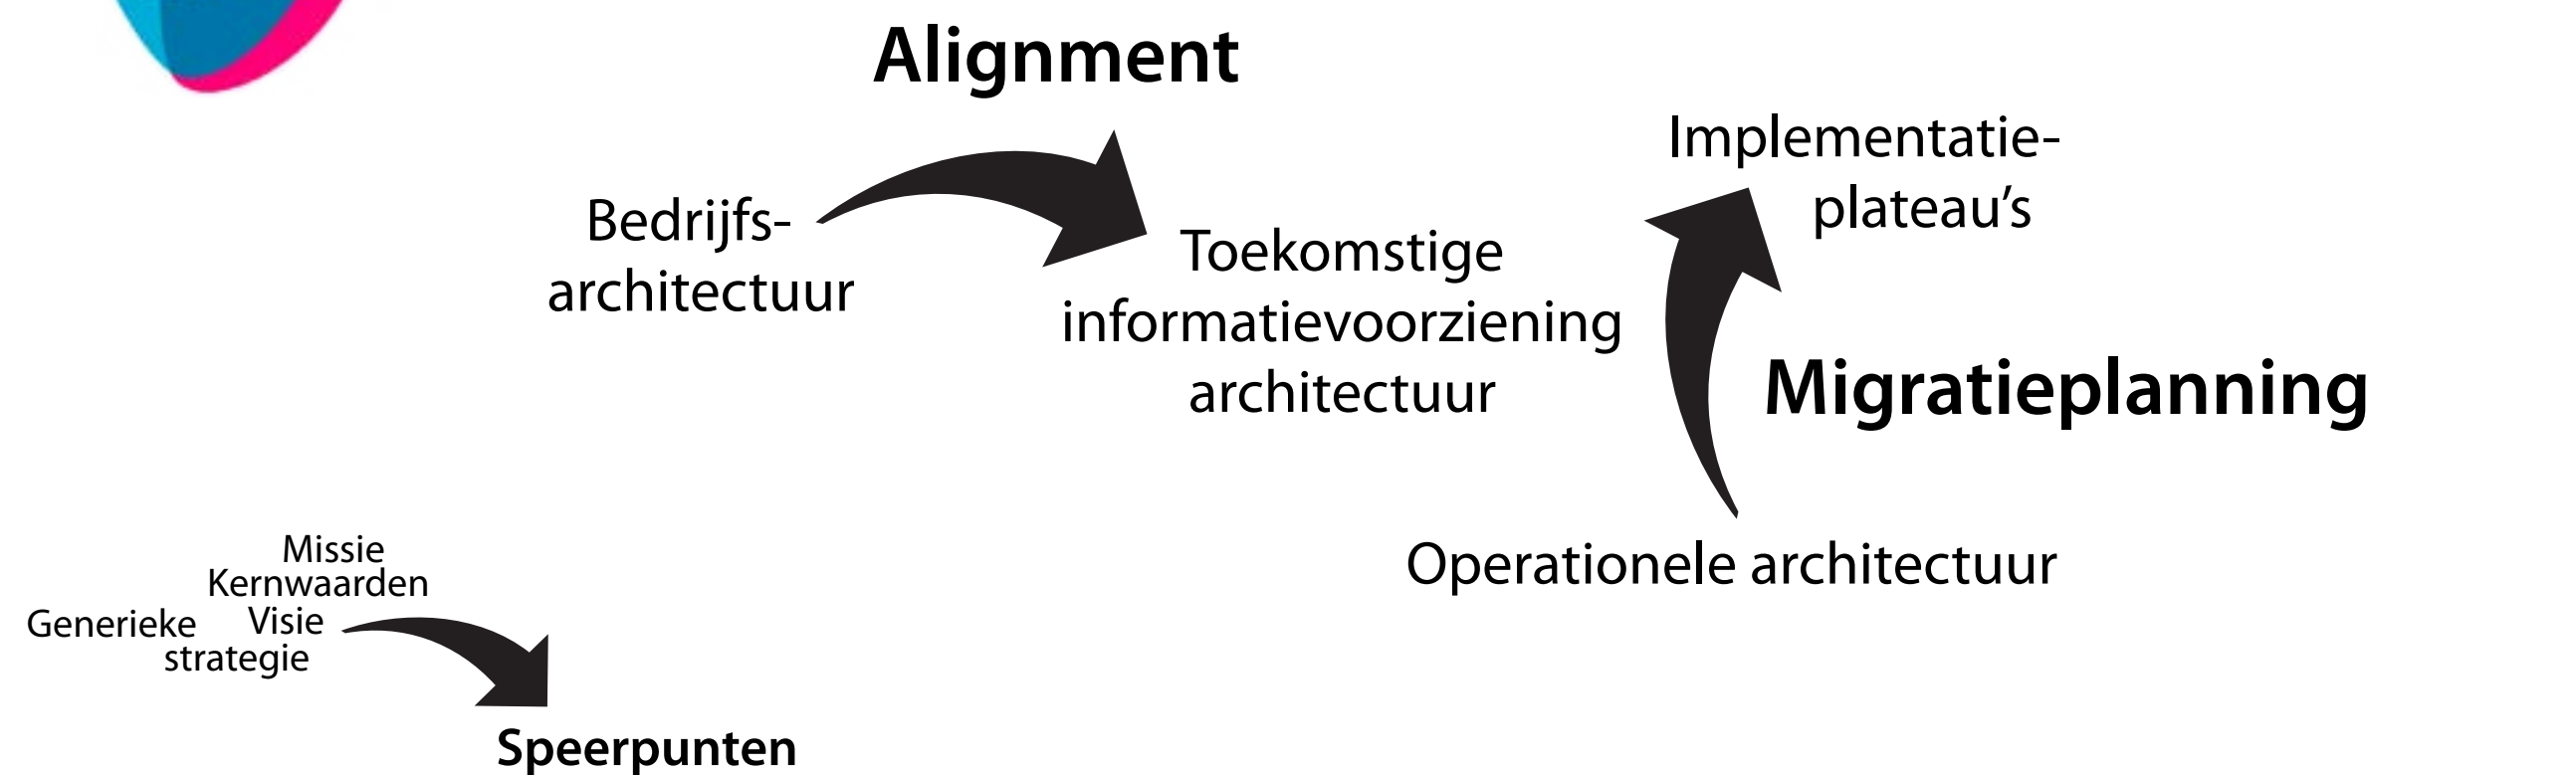 Alignment
Implementatie-
plateau’s
Bedrijfs-
architectuur
Toekomstige
informatievoorziening
architectuur
Migratieplanning
Operationele architectuur
Missie
Kernwaarden
Generieke Visie
strategie
Speerpunten